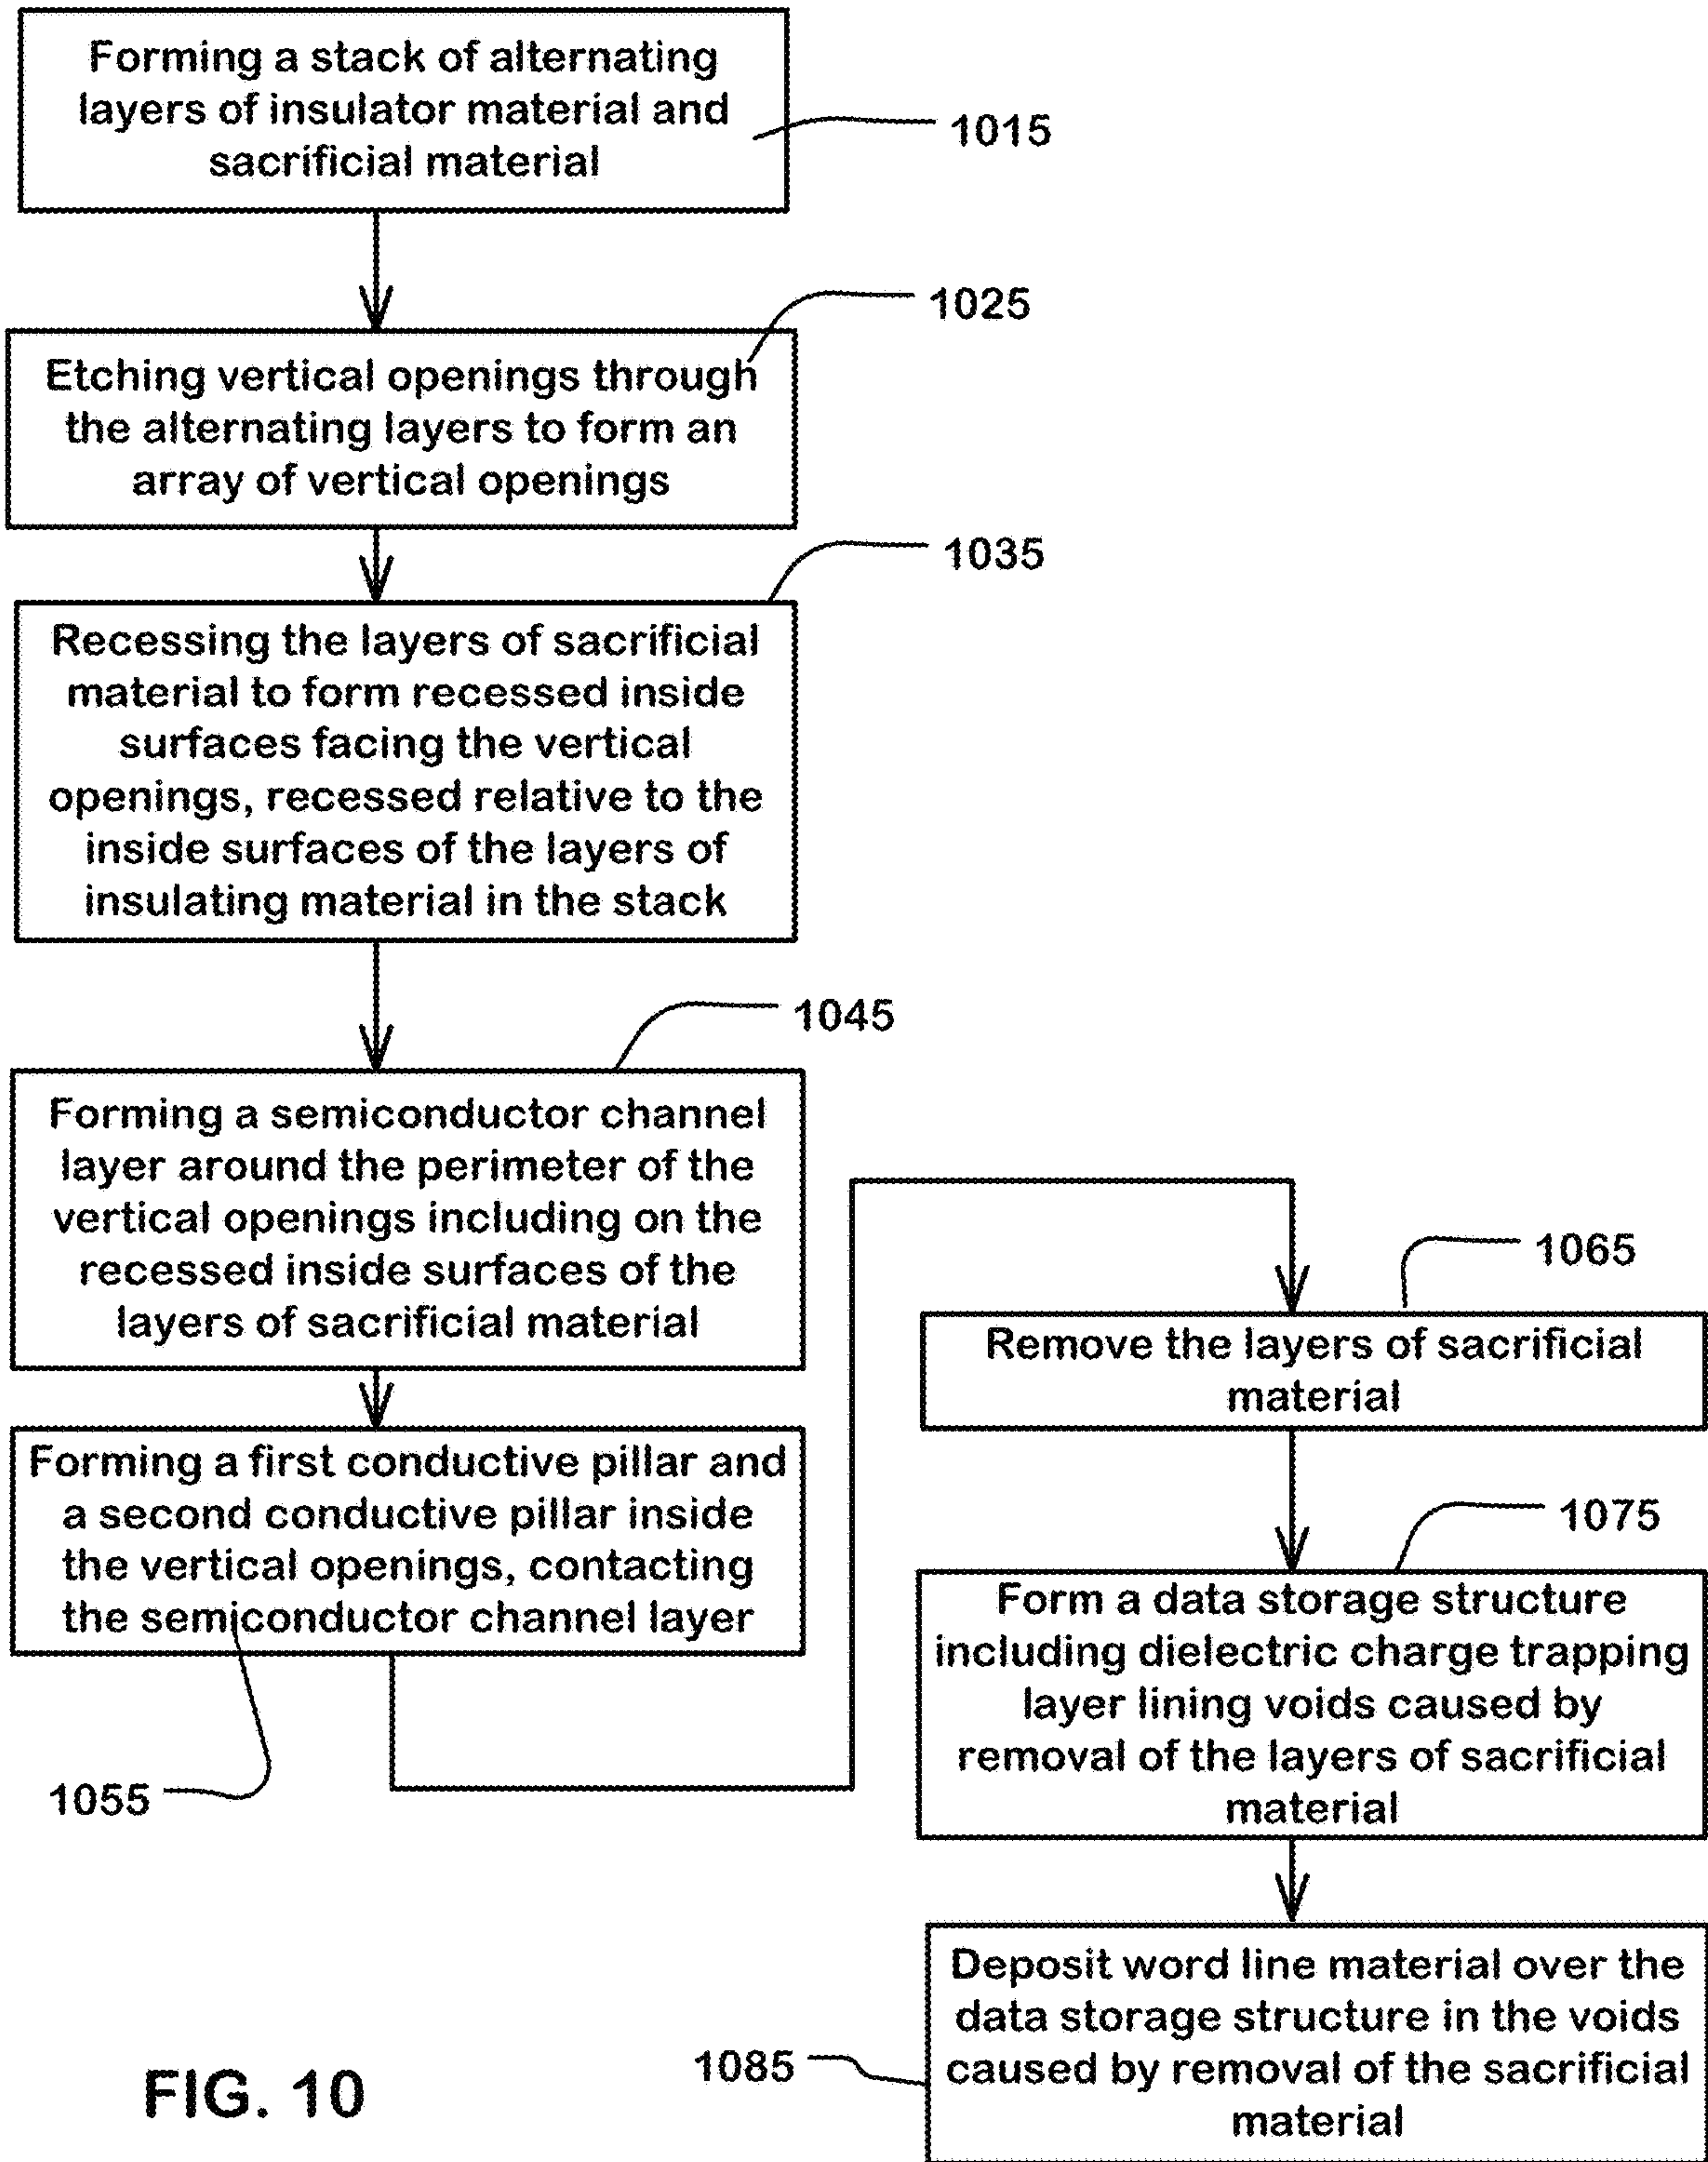 Forming a stack of alternating
layers of insulator material and
sacrificial material
1015
Etching vertical openings through
the alternating layers to form an
array of vertical openings
1025
Recessing the layers of sacrificial
material to form recessed inside
surfaces facing the vertical
openings, recessed relative to the
inside surfaces of the layers of
insulating material in the stack
1035
Forming a semiconductor channel
layer around the perimeter of the
vertical openings including on the
recessed inside surfaces of the
layers of sacrificial material
1045
Forming a first conductive pillar and
a second conductive pillar inside
the vertical openings, contacting
the semiconductor channel layer
1055
Remove the layers of sacrificial
material
1065
Form a data storage structure
including dielectric charge trapping
layer lining voids caused by
removal of the layers of sacrificial
material
1075
Deposit word line material over the
data storage structure in the voids
caused by removal of the sacrificial
material
1085
FIG. 10